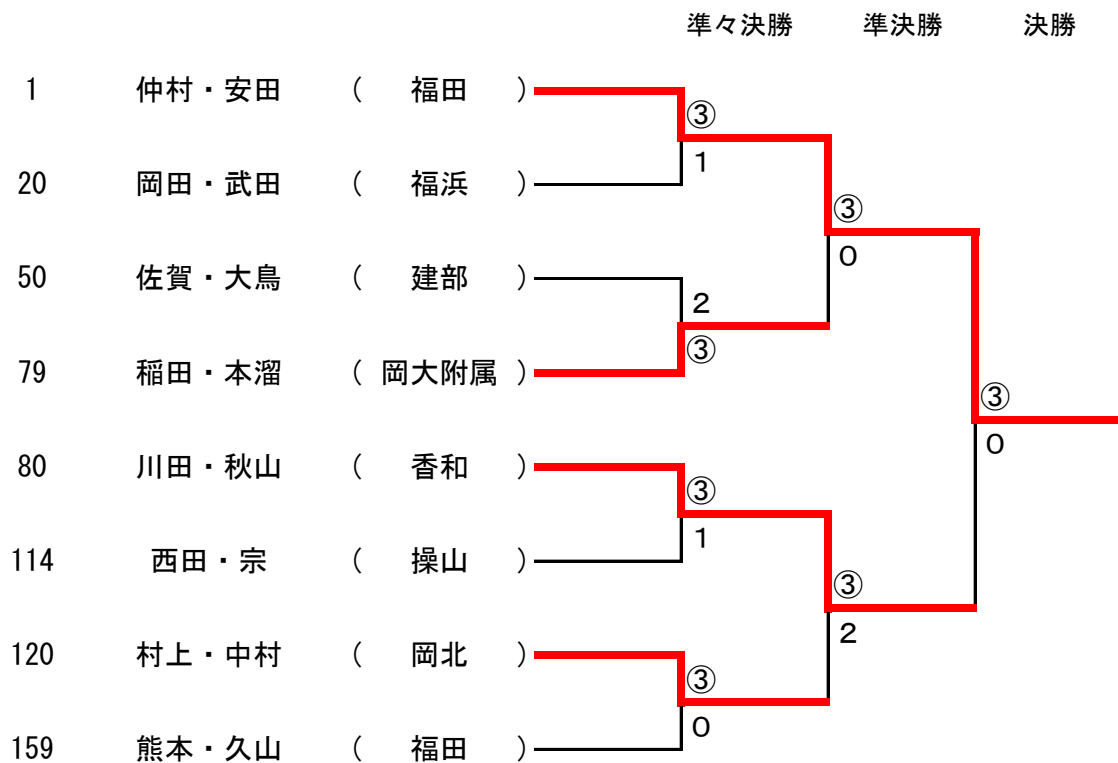 準々決勝 準決勝 決勝
1 仲村・安田 ( 福田 )
③
1
20 岡田・武田 ( 福浜 )
③
0
50 佐賀・大鳥 ( 建部 )
2
③
79 稲田・本溜 ( 岡大附属 )
③
0
80 川田・秋山 ( 香和 )
③
1
114 西田・宗 ( 操山 )
③
2
120 村上・中村 ( 岡北 )
③
0
159 熊本・久山 ( 福田 )